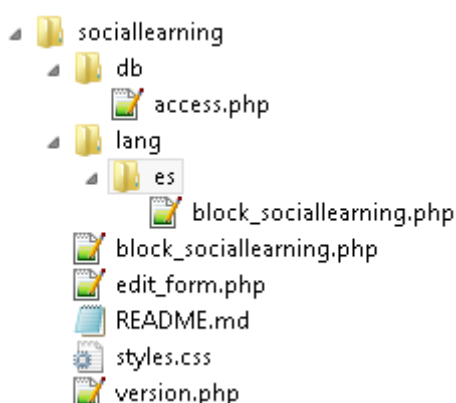 sociallearning
db
access.php
lang
es
block_sociallearning.php
block_sociallearning.php
edit_form.php
README.md
styles.css
version.php